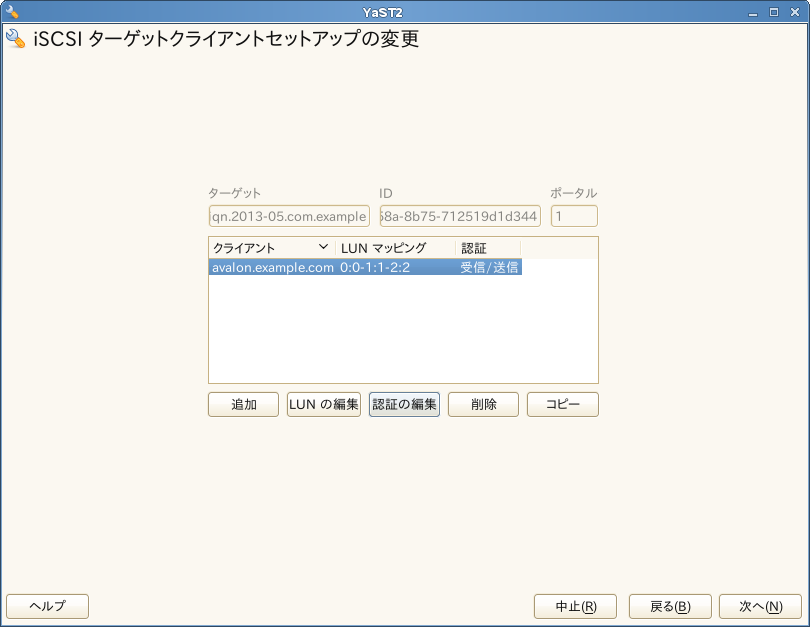 YaST2
iSCSI ターゲットクライアントセットアップの変更
ターゲット ID ポータル
qn.2013-05.com.example 8a-8b75-712519d1d344 1
クライアント LUN マッピング 認証
avalon.example.com 0:0-1:1-2:2 受信/送信
追加 LUN の編集 認証の編集 削除 コピー
ヘルプ 中止(R) 戻る(B) 次へ(N)